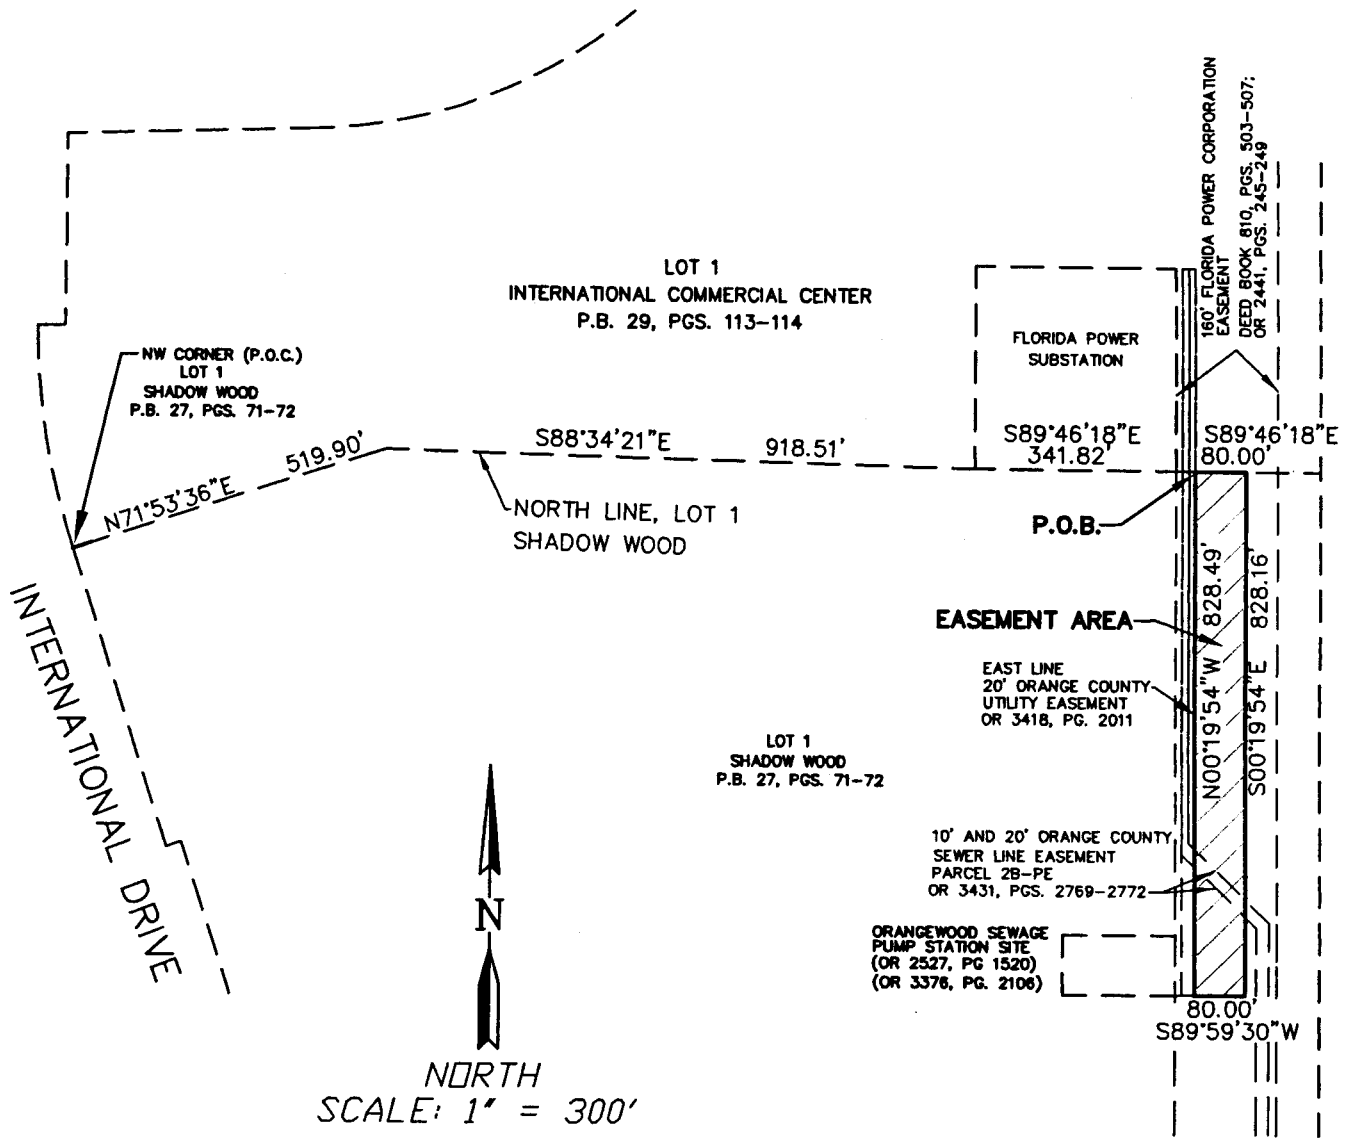 160' FLORIDA POWER CORPORATION
EASEMENT
DEED BOOK 810, PGS. 503-507;
OR 2441, PGS. 245-249
LOT 1
INTERNATIONAL COMMERCIAL CENTER
P.B. 29, PGS. 113-114
FLORIDA POWER
SUBSTATION
NW CORNER (P.O.C.)
LOT 1
SHADOW WOOD
P.B. 27, PGS. 71-72
N71°53'36"E
519.90'
S88°34'21"E
918.51'
S89°46'18"E
341.82'
S89°46'18"E
80.00'
NORTH LINE, LOT 1
SHADOW WOOD
P.O.B.
EASEMENT AREA
N00°19'54"W 828.49'
S00°19'54"E 828.16'
EAST LINE
20' ORANGE COUNTY
UTILITY EASEMENT
OR 3418, PG. 2011
LOT 1
SHADOW WOOD
P.B. 27, PGS. 71-72
INTERNATIONAL DRIVE
10' AND 20' ORANGE COUNTY
SEWER LINE EASEMENT
PARCEL 2B-PE
OR 3431, PGS. 2769-2772
ORANGEWOOD SEWAGE
PUMP STATION SITE
(OR 2527, PG 1520)
(OR 3376, PG. 2106)
80.00'
S89°59'30"W
N
NORTH
SCALE: 1" = 300'